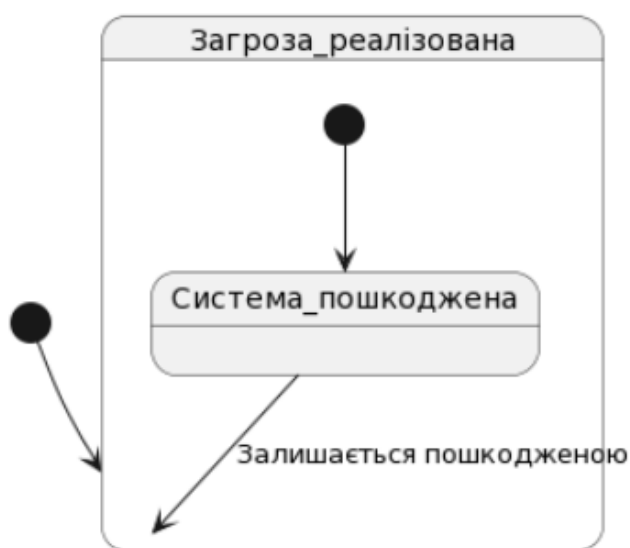 Загроза_реалізована
Система_пошкоджена
Залишається пошкодженою